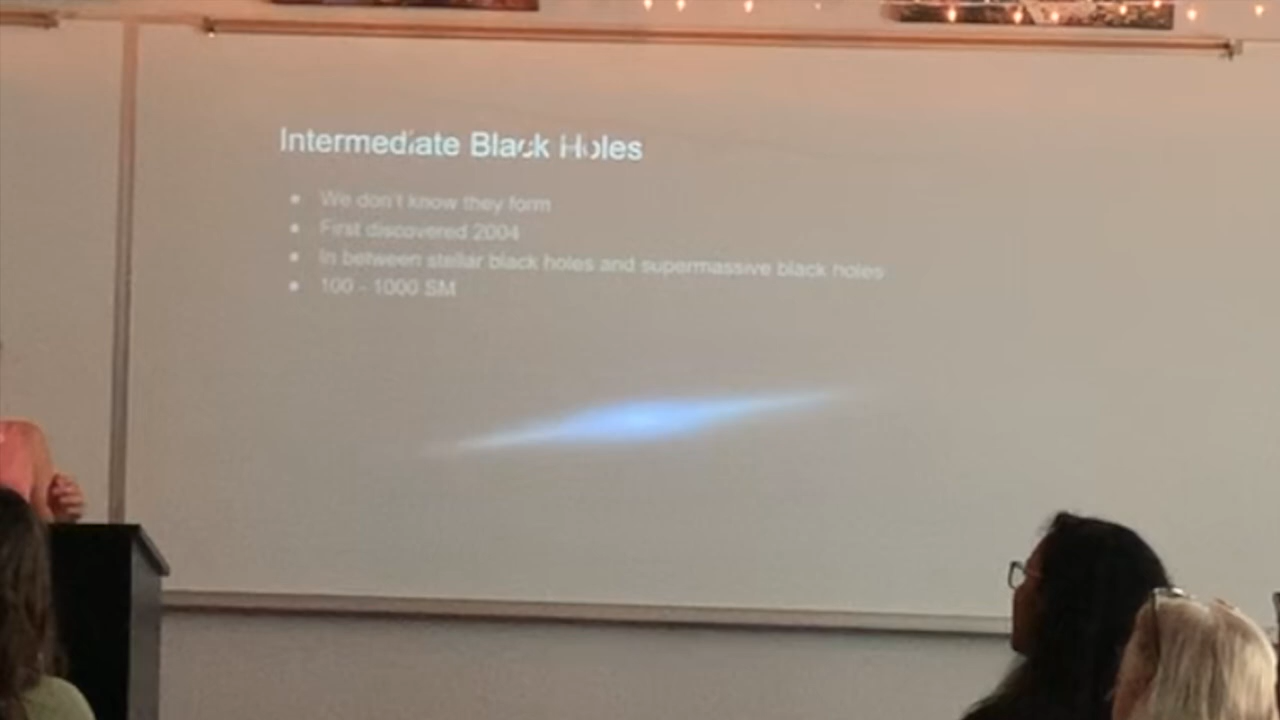 Intermediate Black Holes
• We don't know they form
• First discovered 2004
• In between stellar black holes and supermassive black holes
• 100 - 1000 SM